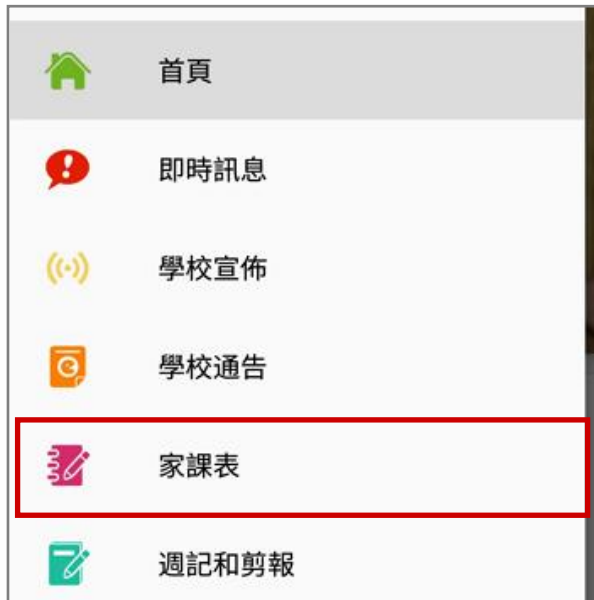 首頁
即時訊息
學校宣佈
學校通告
家課表
週記和剪報